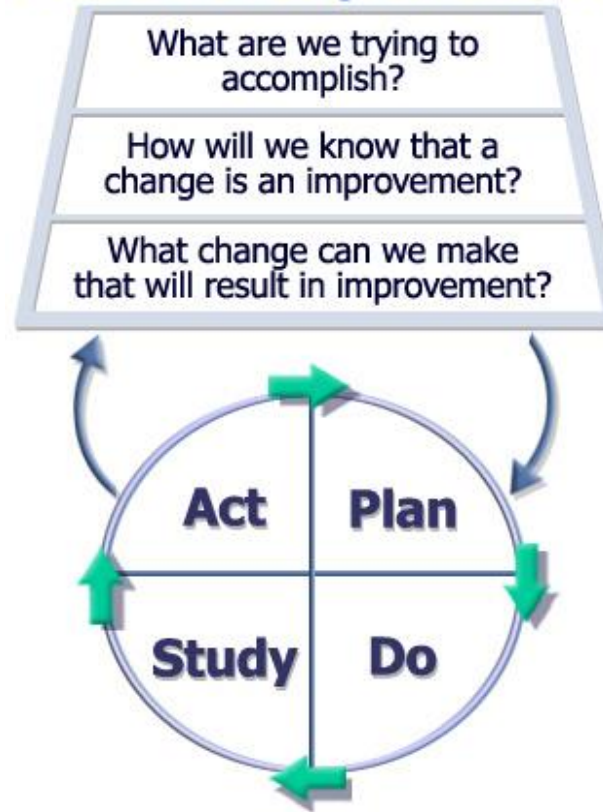 What are we trying to
accomplish?
How will we know that a
change is an improvement?
What change can we make
that will result in improvement?
Act
Plan
Study
Do